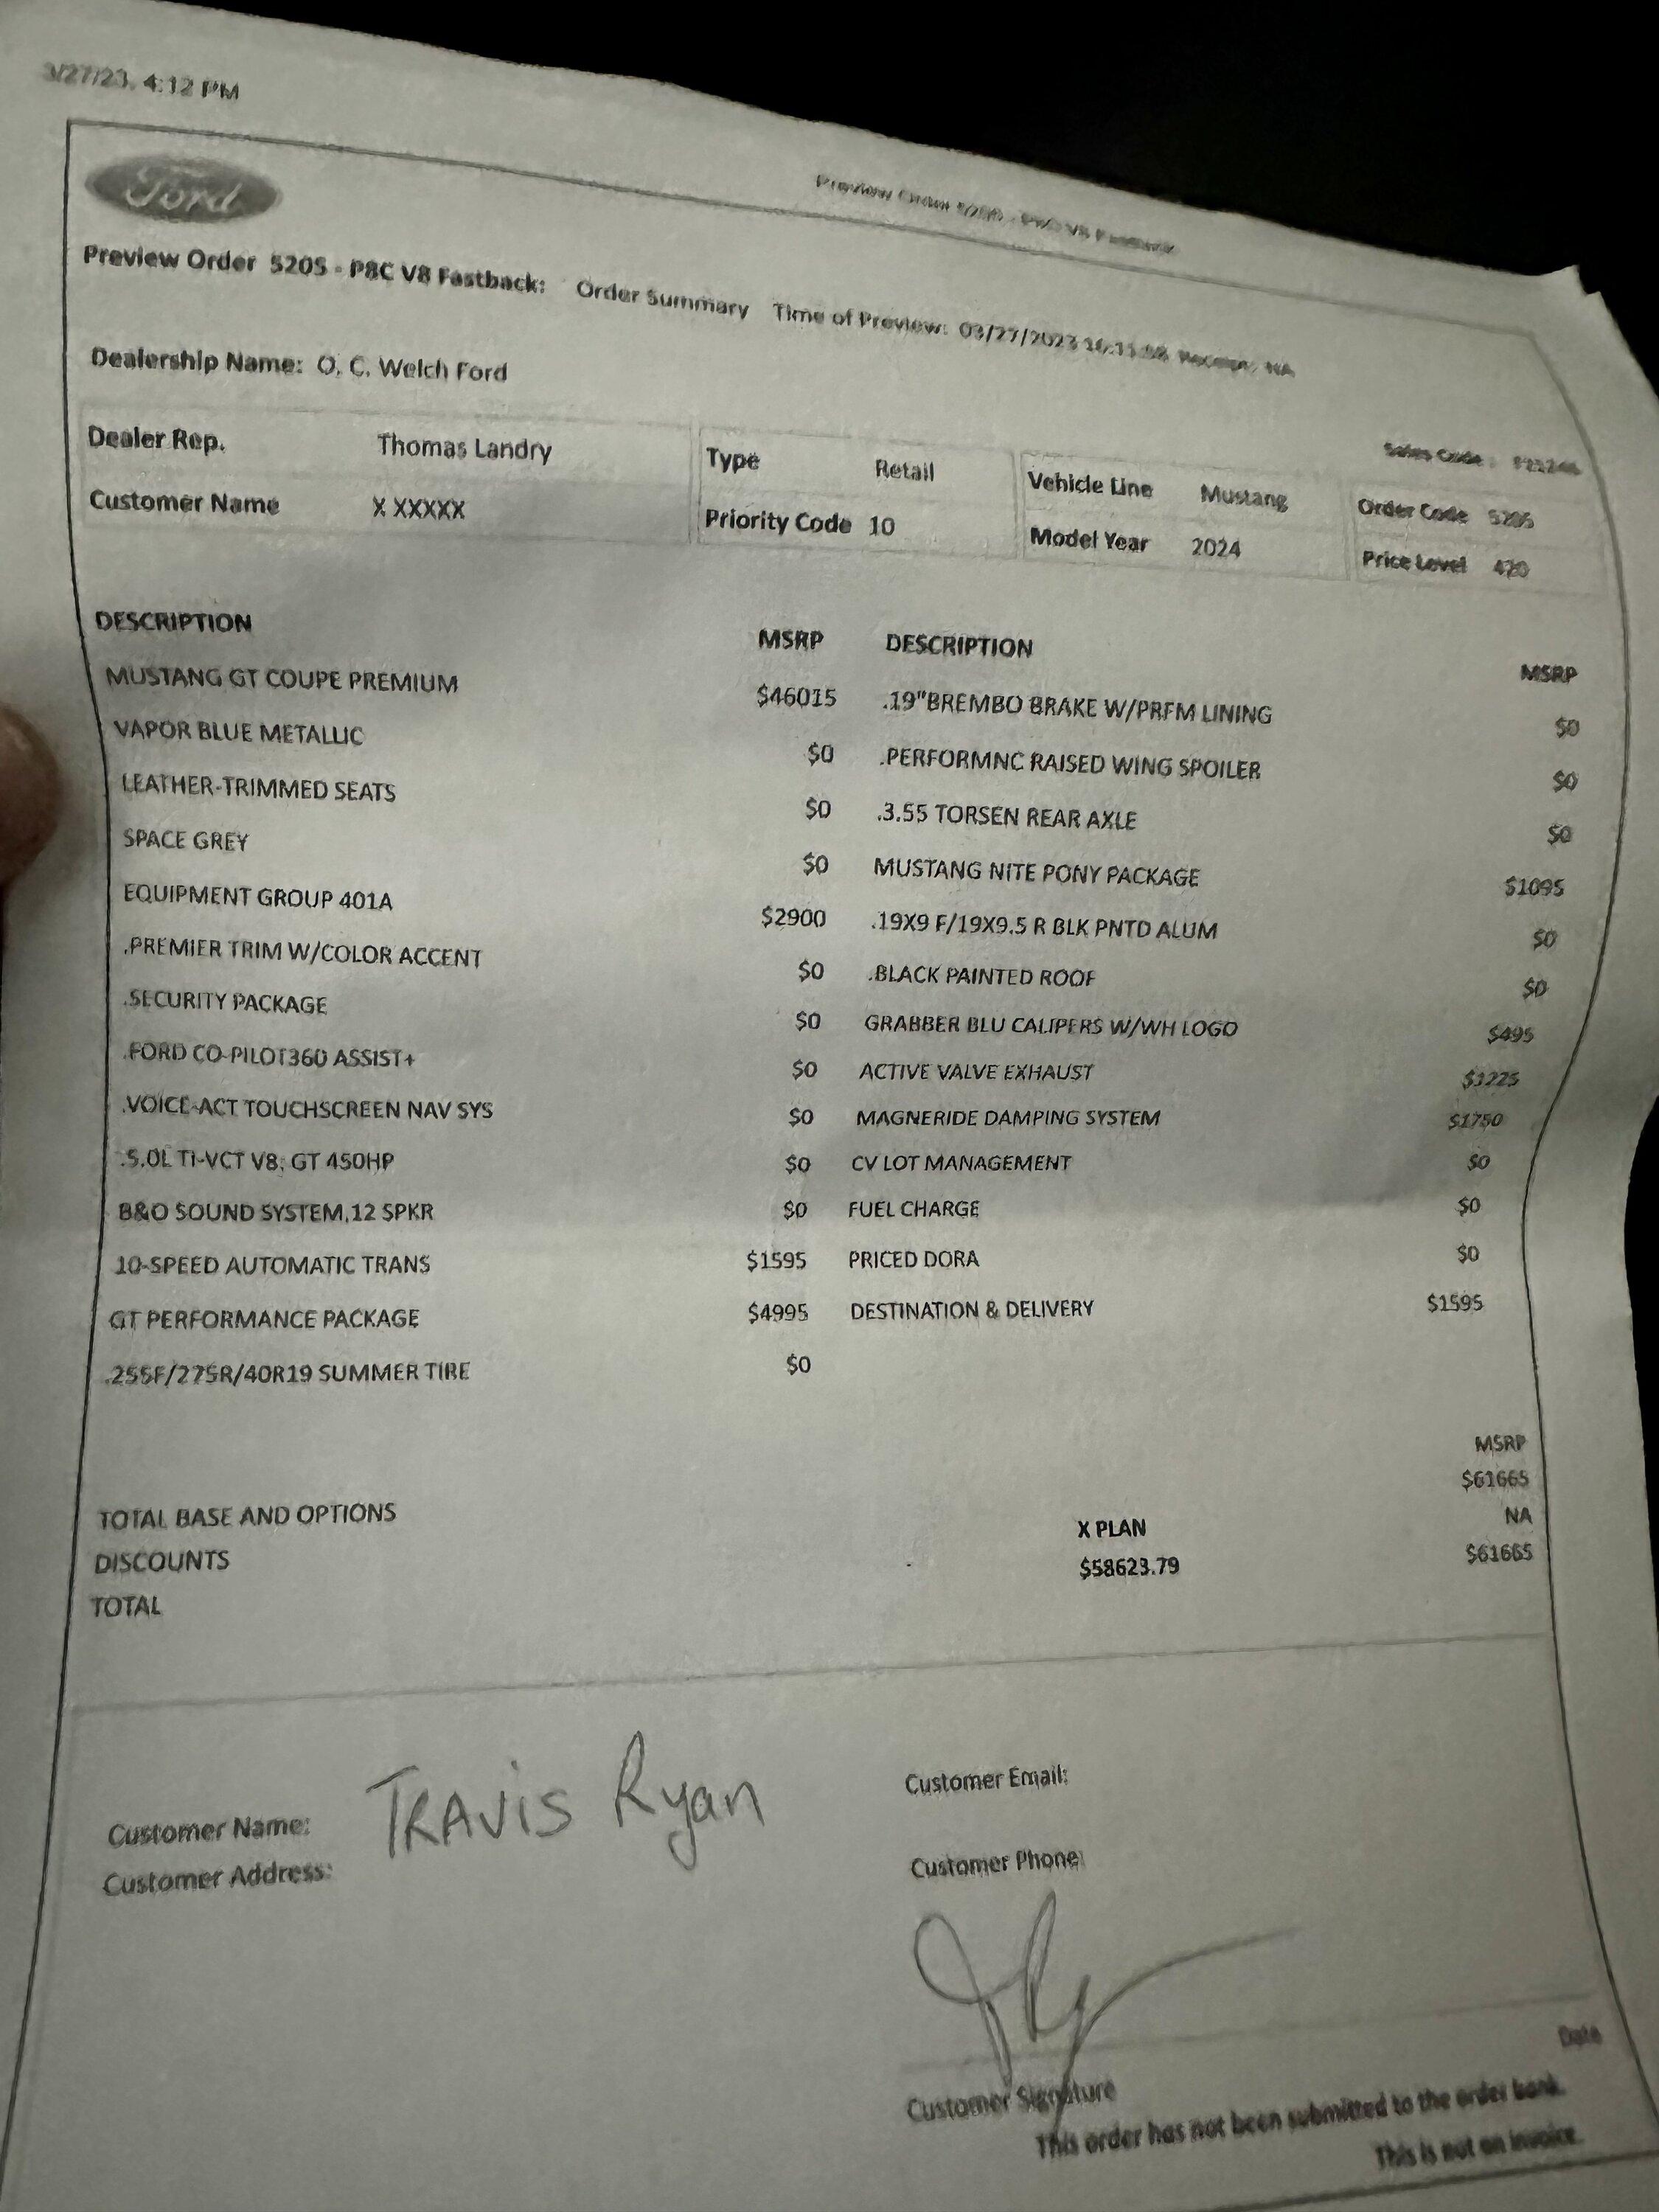 3/27/23, 4:12 PM
Preview Order 5205 - P8C V8 Fastback
Ford
Preview Order 5205 - P8C V8 Fastback: Order Summary Time of Preview: 03/27/2023 Receipt: NA
Dealership Name: O. C. Welch Ford
Sales Code :
Dealer Rep. Thomas Landry Type Retail Vehicle Line Mustang Order Code 5205
Customer Name X XXXXX Priority Code 10 Model Year 2024 Price Level 420
DESCRIPTION MSRP DESCRIPTION MSRP
MUSTANG GT COUPE PREMIUM $46015 .19"BREMBO BRAKE W/PRFM LINING $0
VAPOR BLUE METALLIC $0 .PERFORMNC RAISED WING SPOILER $0
LEATHER-TRIMMED SEATS $0 .3.55 TORSEN REAR AXLE $0
SPACE GREY $0 MUSTANG NITE PONY PACKAGE $1095
EQUIPMENT GROUP 401A $2900 .19X9 F/19X9.5 R BLK PNTD ALUM $0
.PREMIER TRIM W/COLOR ACCENT $0 .BLACK PAINTED ROOF $0
.SECURITY PACKAGE $0 GRABBER BLU CALIPERS W/WH LOGO $495
.FORD CO-PILOT360 ASSIST+ $0 ACTIVE VALVE EXHAUST $1225
.VOICE-ACT TOUCHSCREEN NAV SYS $0 MAGNERIDE DAMPING SYSTEM $1750
.5.0L TI-VCT V8, GT 450HP $0 CV LOT MANAGEMENT $0
B&O SOUND SYSTEM,12 SPKR $0 FUEL CHARGE $0
10-SPEED AUTOMATIC TRANS $1595 PRICED DORA $0
GT PERFORMANCE PACKAGE $4995 DESTINATION & DELIVERY $1595
.255F/275R/40R19 SUMMER TIRE $0
MSRP
TOTAL BASE AND OPTIONS $61665
DISCOUNTS X PLAN NA
TOTAL $58623.79 $61665
Customer Name: TRAVIS Ryan Customer Email:
Customer Address: Customer Phone:
Customer Signature Date
This order has not been submitted to the order bank.
This is not an invoice.